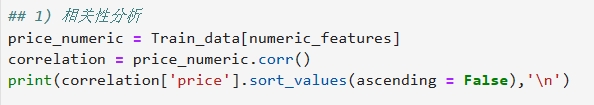 ## 1) 相关性分析
price_numeric = Train_data[numeric_features]
correlation = price_numeric.corr()
print(correlation['price'].sort_values(ascending = False),'\n')